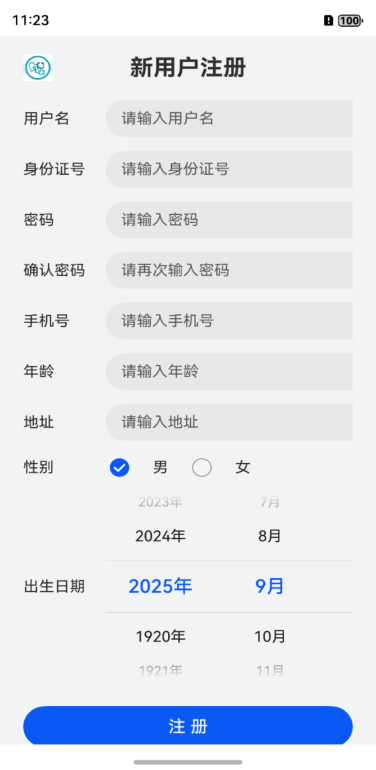 11:23
100
新用户注册
用户名 请输入用户名
身份证号 请输入身份证号
密码 请输入密码
确认密码 请再次输入密码
手机号 请输入手机号
年龄 请输入年龄
地址 请输入地址
性别 男 女
2023年 7月
2024年 8月
出生日期 2025年 9月
1920年 10月
1921年 11月
注 册